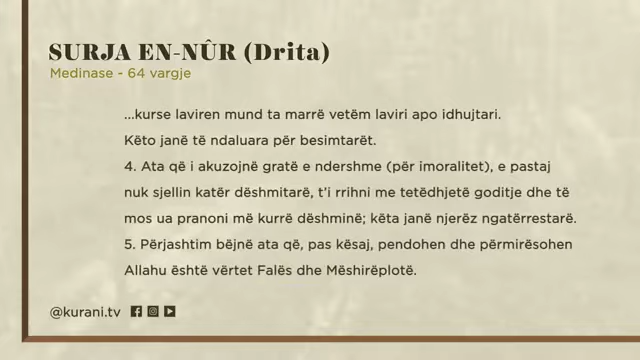 SURJA EN-NÛR (Drita)
Medinase - 64 vargje
...kurse laviren mund ta marrë vetëm laviri apo idhujtari.
Këto janë të ndaluara për besimtarët.
4. Ata që i akuzojnë gratë e ndershme (për imoralitet), e pastaj
nuk sjellin katër dëshmitarë, t'i rrihni me tetëdhjetë goditje dhe të
mos ua pranoni më kurrë dëshminë; këta janë njerëz ngatërrestarë.
5. Përjashtim bëjnë ata që, pas kësaj, pendohen dhe përmirësohen
Allahu është vërtet Falës dhe Mëshirëplotë.
@kurani.tv